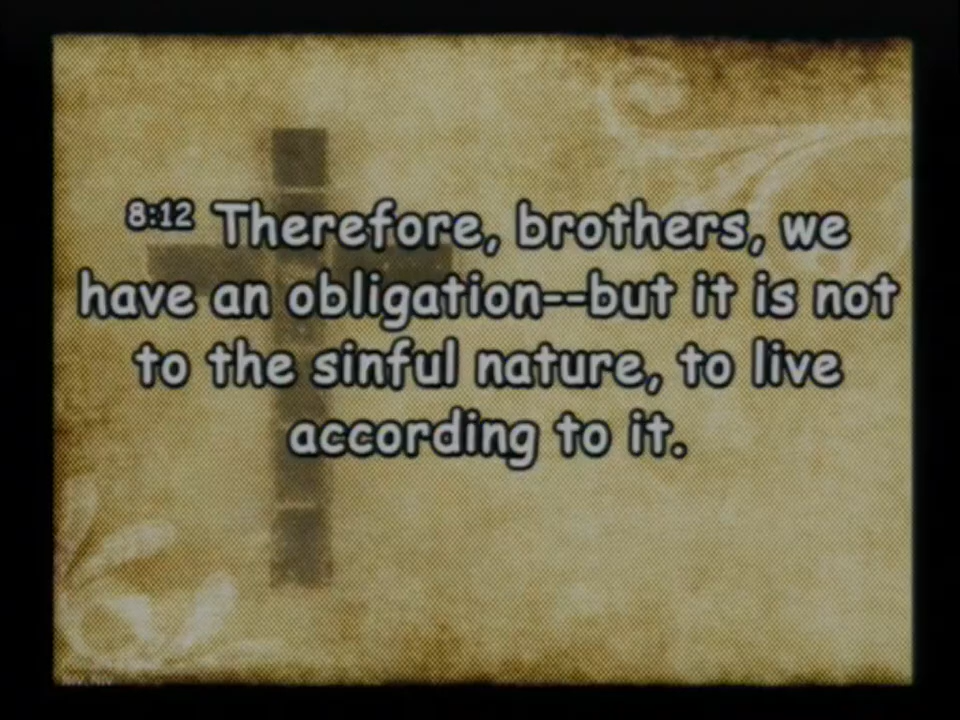 8:12 Therefore, brothers, we
have an obligation--but it is not
to the sinful nature, to live
according to it.